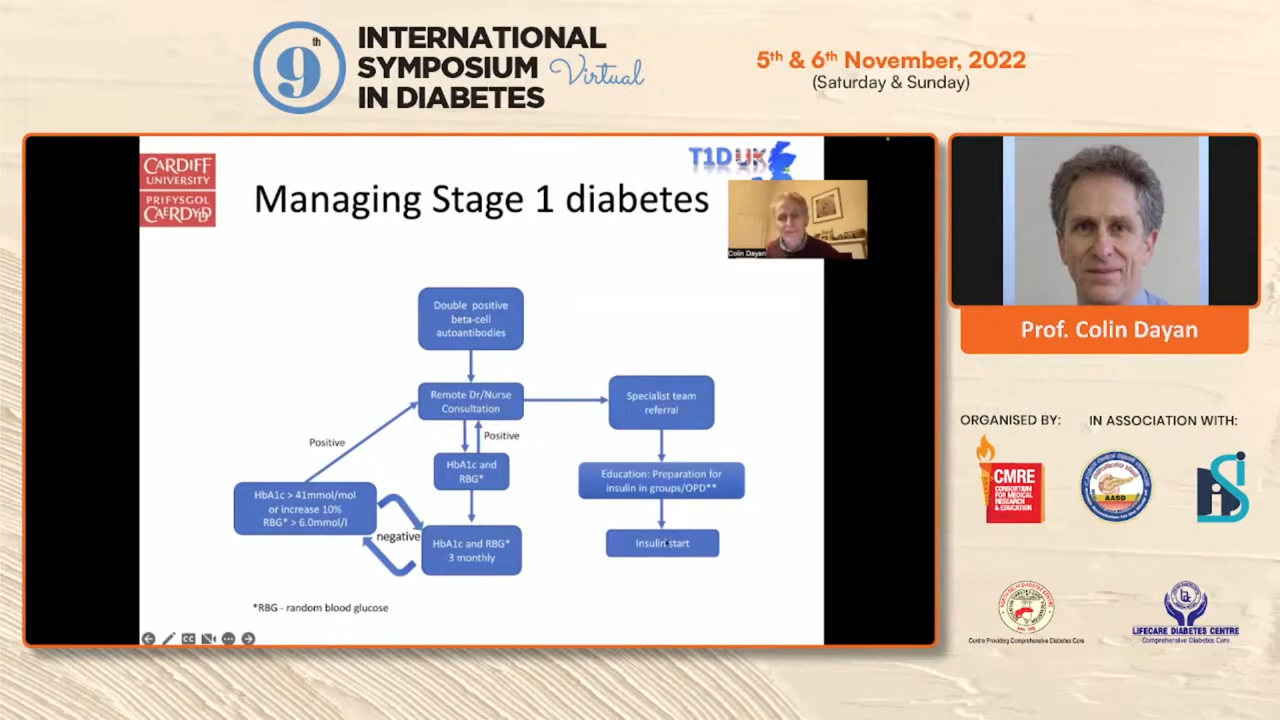 9th
INTERNATIONAL
SYMPOSIUM Virtual
IN DIABETES
5th & 6th November, 2022
(Saturday & Sunday)
CARDIFF
UNIVERSITY
PRIFYSGOL
CAERDYDD
T1D UK
Managing Stage 1 diabetes
Colin Dayan
Double positive
beta-cell
autoantibodies
Remote Dr/Nurse
Consultation
Specialist team
referral
Positive
Positive
HbA1c and
RBG*
Education: Preparation for
insulin in groups/OPD**
HbA1c > 41mmol/mol
or increase 10%
RBG* > 6.0mmol/l
negative
HbA1c and RBG*
3 monthly
Insulin start
*RBG - random blood glucose
Prof. Colin Dayan
ORGANISED BY:
IN ASSOCIATION WITH:
CMRE
CONSORTIUM
FOR MEDICAL
RESEARCH
& EDUCATION
AASD
Centre Providing Comprehensive Diabetes Care
LIFECARE DIABETES CENTRE
Comprehensive Diabetes Care